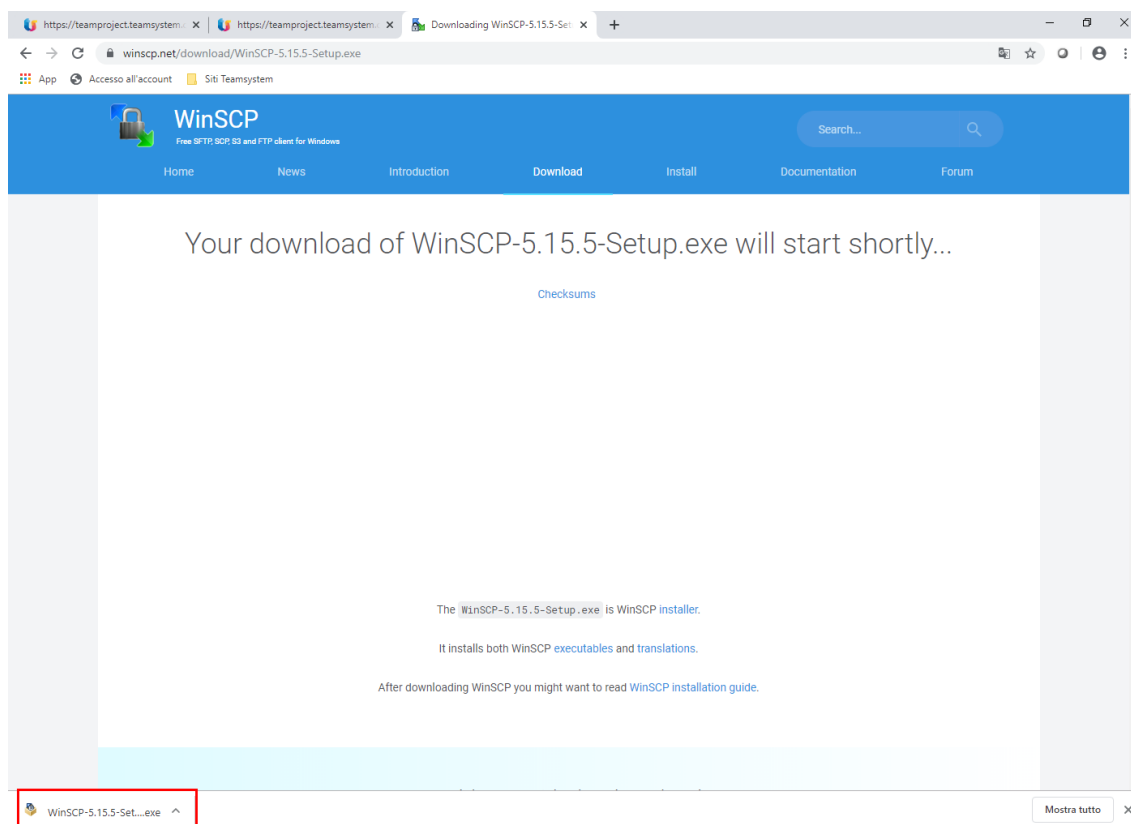 https://teamproject.teamsystem.
https://teamproject.teamsystem.
Downloading WinSCP-5.15.5-Set
winscp.net/download/WinSCP-5.15.5-Setup.exe
App Accesso all'account Siti Teamsystem
WinSCP
Free SFTP, SCP, S3 and FTP client for Windows
Search...
Home News Introduction Download Install Documentation Forum
Your download of WinSCP-5.15.5-Setup.exe will start shortly...
Checksums
The WinSCP-5.15.5-Setup.exe is WinSCP installer.
It installs both WinSCP executables and translations.
After downloading WinSCP you might want to read WinSCP installation guide.
WinSCP-5.15.5-Set....exe
Mostra tutto